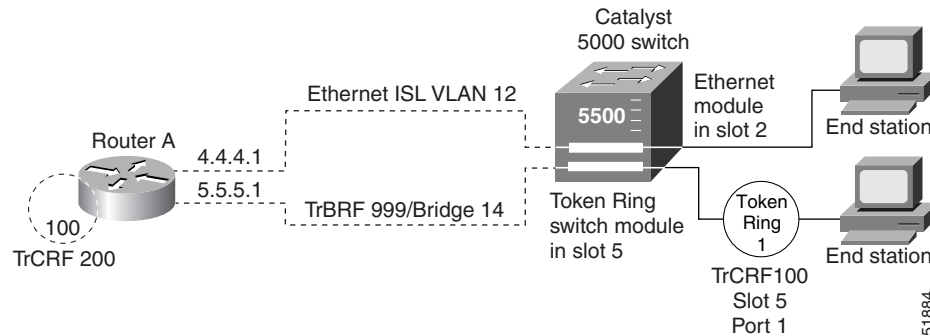 Catalyst
5000 switch
Ethernet ISL VLAN 12
Ethernet
module
in slot 2
5500
End station
Router A
4.4.4.1
5.5.5.1
100
TrCRF 200
TrBRF 999/Bridge 14
Token Ring
switch module
in slot 5
Token
Ring
1
End station
TrCRF100
Slot 5
Port 1
51884